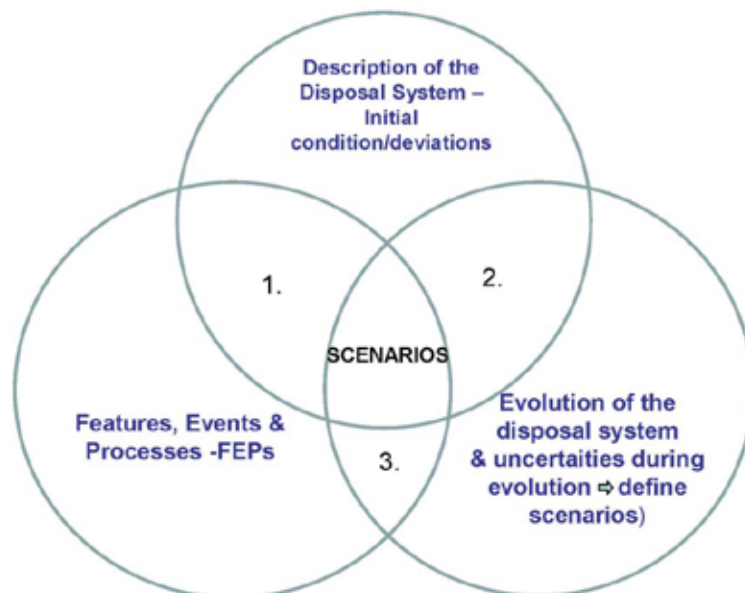 Description of the
Disposal System –
Initial
condition/deviations
1.
2.
SCENARIOS
Features, Events &
Processes -FEPs
3.
Evolution of the
disposal system
& uncertaities during
evolution ⇨ define
scenarios)